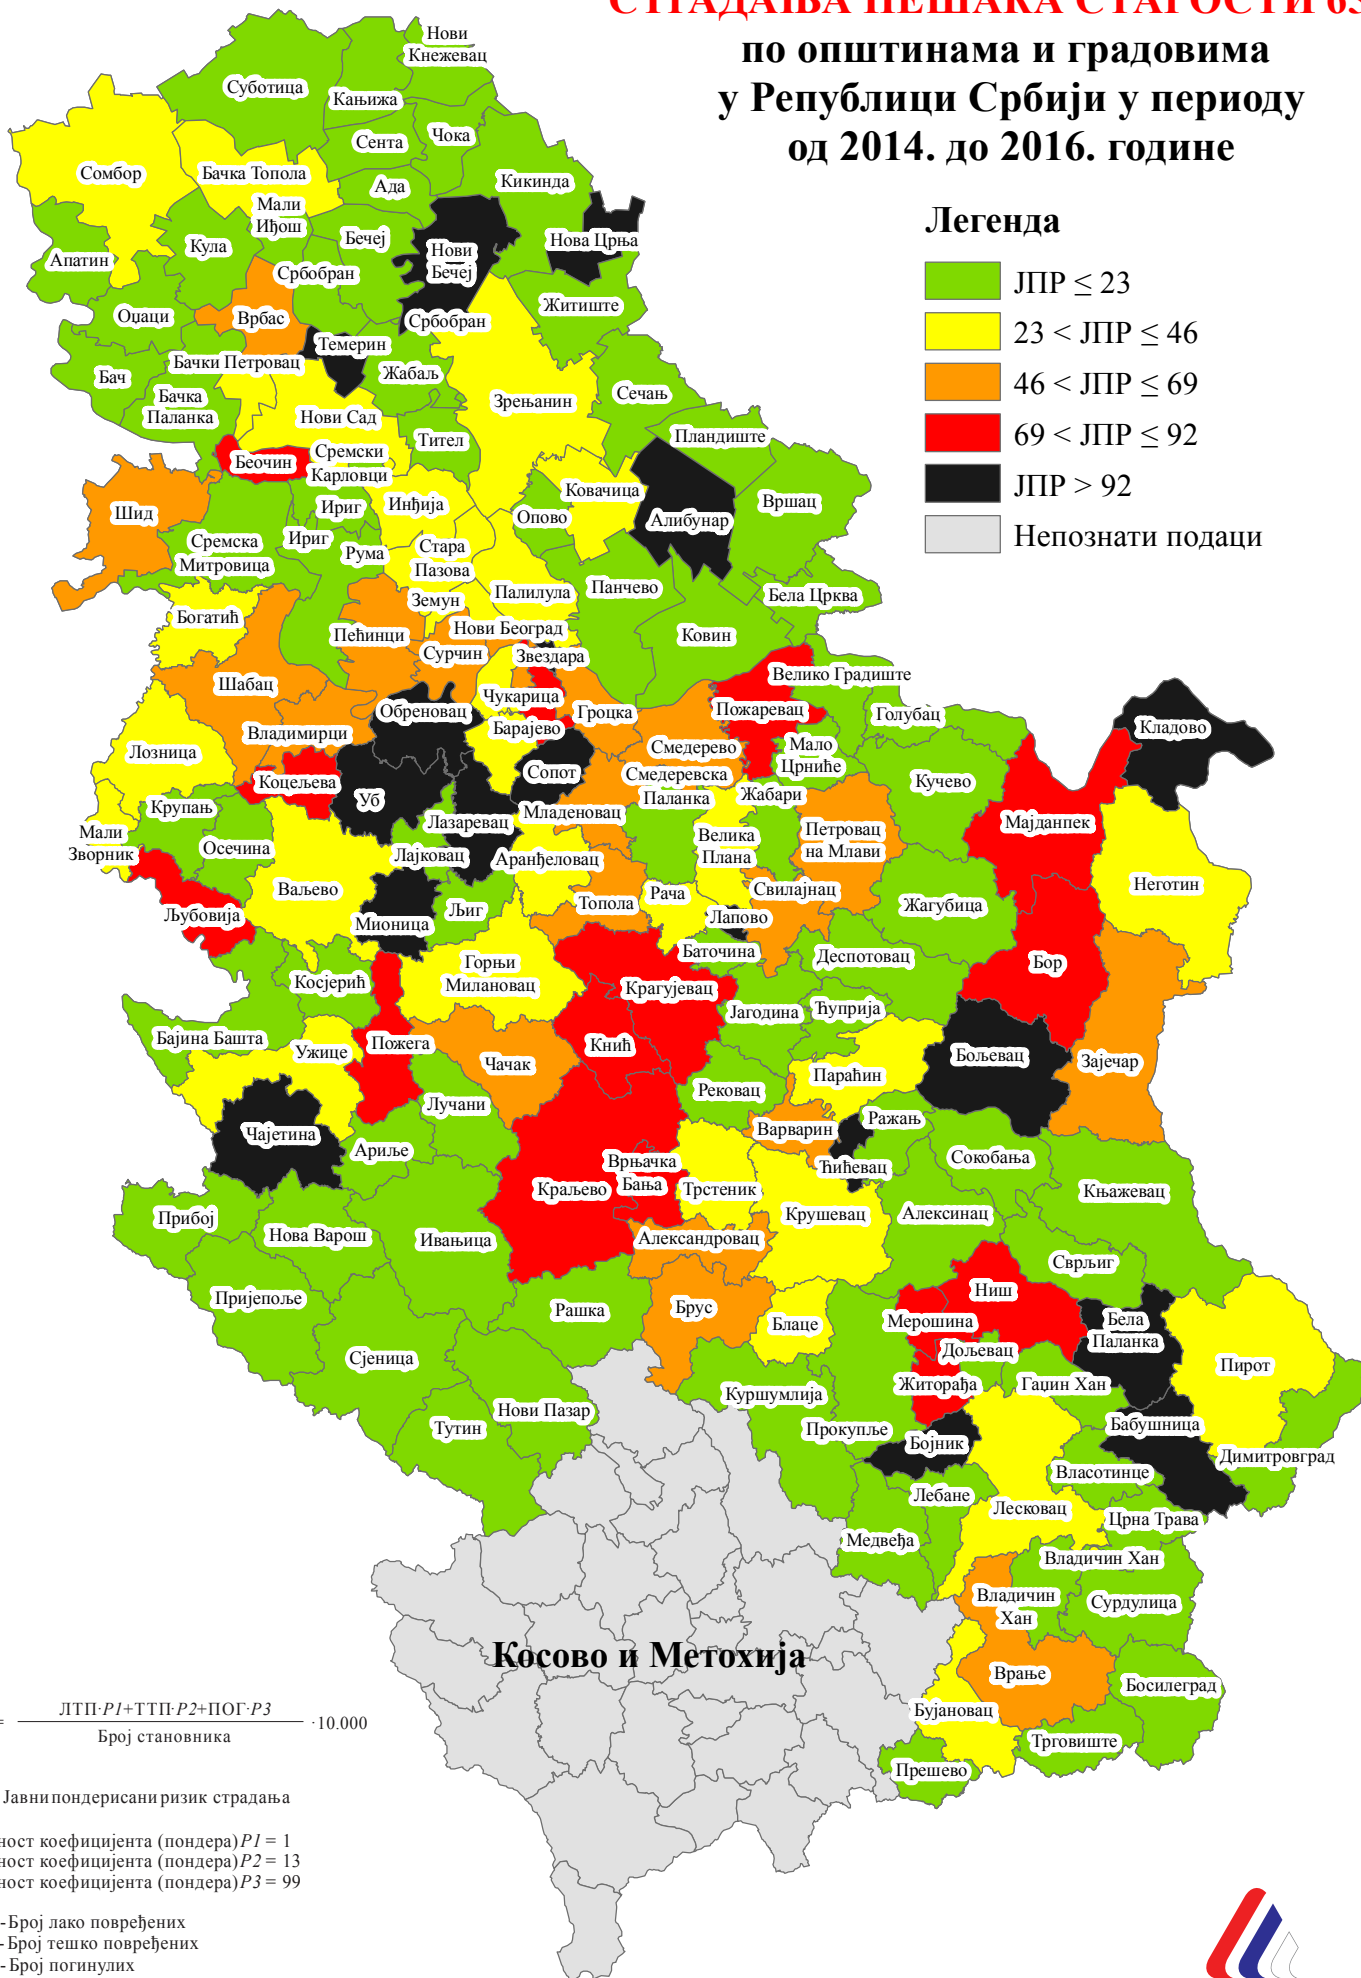 СТРАДАЊА ПЕШАКА СТАРОСТИ 65
по општинама и градовима
у Републици Србији у периоду
од 2014. до 2016. године
Легенда
ЈПР ≤ 23
23 < ЈПР ≤ 46
46 < ЈПР ≤ 69
69 < ЈПР ≤ 92
ЈПР > 92
Непознати подаци
Нови
Кнежевац
Суботица
Кањижа
Чока
Сента
Сомбор
Бачка Топола
Ада
Кикинда
Мали
Иђош
Бечеј
Нова Црња
Кула
Нови
Бечеј
Апатин
Србобран
Житиште
Оџаци
Врбас
Србобран
Темерин
Бачки Петровац
Жабаљ
Бач
Бачка
Паланка
Зрењанин
Сечањ
Нови Сад
Пландиште
Тител
Сремски
Карловци
Беочин
Ковачица
Вршац
Инђија
Шид
Ириг
Опово
Алибунар
Сремска
Митровица
Ириг
Рума
Стара
Пазова
Панчево
Палилула
Бела Црква
Земун
Богатић
Нови Београд
Пећинци
Ковин
Сурчин
Звездара
Велико Градиште
Шабац
Чукарица
Обреновац
Гроцка
Пожаревац
Голубац
Барајево
Кладово
Владимирци
Смедерево
Мало
Црниће
Лозница
Коцељева
Сопот
Смедеревска
Паланка
Кучево
Уб
Жабари
Крупањ
Младеновац
Лазаревац
Мајданпек
Мали
Зворник
Петровац
на Млави
Велика
Плана
Осечина
Лајковац
Аранђеловац
Ваљево
Неготин
Свилајнац
Рача
Топола
Жагубица
Љубовија
Љиг
Мионица
Лапово
Баточина
Деспотовац
Горњи
Милановац
Бор
Косјерић
Крагујевац
Јагодина
Ћуприја
Бајина Башта
Ужице
Пожега
Кнић
Чачак
Бољевац
Зајечар
Параћин
Рековац
Лучани
Ражањ
Варварин
Чајетина
Ариље
Сокобања
Врњачка
Бања
Ћићевац
Краљево
Трстеник
Књажевац
Крушевац
Алексинац
Прибој
Нова Варош
Ивањица
Александровац
Сврљиг
Ниш
Пријепоље
Рашка
Брус
Блаце
Мерошина
Бела
Паланка
Дољевац
Сјеница
Пирот
Житорађа
Гаџин Хан
Куршумлија
Нови Пазар
Тутин
Прокупље
Бабушница
Бојник
Димитровград
Власотинце
Лебане
Лесковац
Црна Трава
Медвеђа
Владичин Хан
Владичин
Хан
Сурдулица
Косово и Метохија
Врање
Босилеград
Бујановац
Трговиште
Прешево
= ЛТП·P1+ТТП·P2+ПОГ·P3 ·10.000
Број становника
Јавни пондерисани ризик страдања
ност коефицијента (пондера) P1 = 1
ност коефицијента (пондера) P2 = 13
ност коефицијента (пондера) P3 = 99
- Број лако повређених
- Број тешко повређених
- Број погинулих